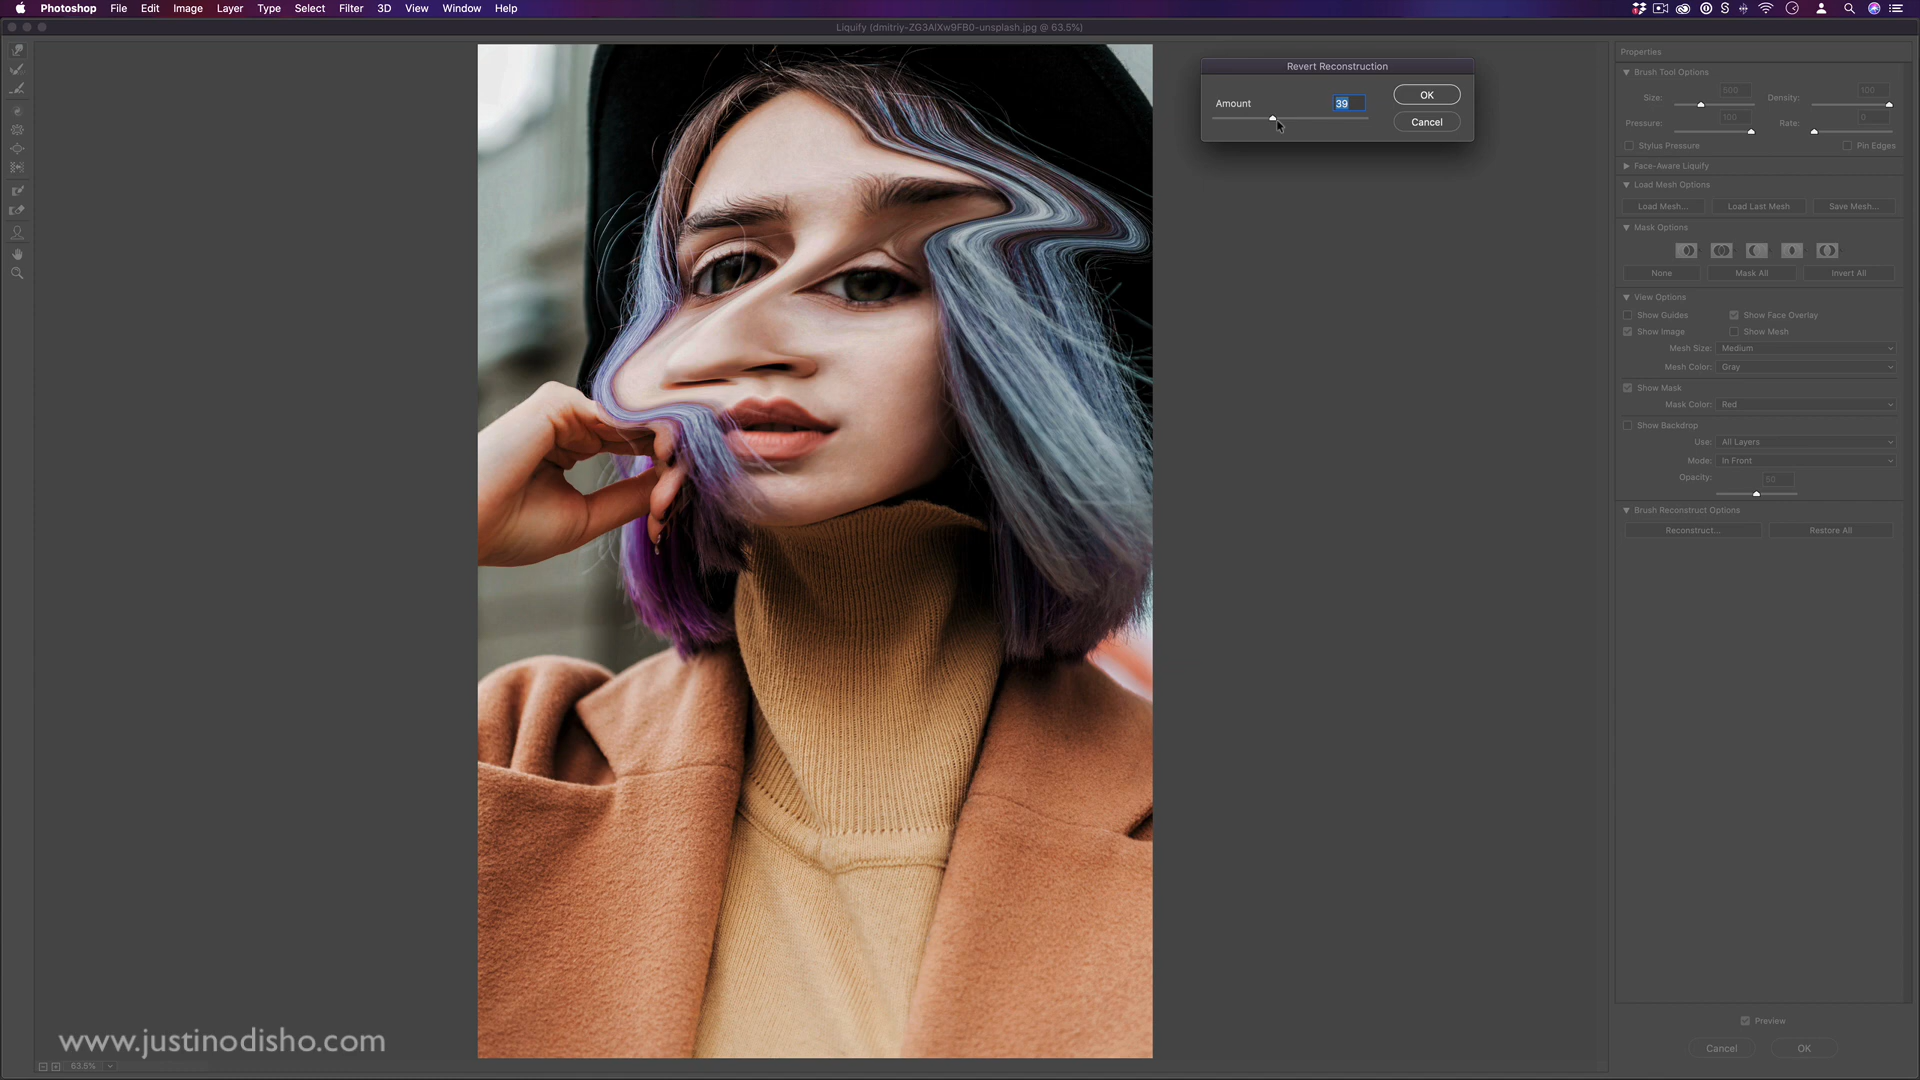 Photoshop File Edit Image Layer Type Select Filter 3D View Window Help
Liquify (dmitriy-ZG3AIXw9FB0-unsplash.jpg @ 63.5%)
Revert Reconstruction
Amount 39 OK
Cancel
Properties
Brush Tool Options
Size: 500 Density: 100
Pressure: 100 Rate: 0
Stylus Pressure Pin Edges
Face-Aware Liquify
Load Mesh Options
Load Mesh... Load Last Mesh Save Mesh...
Mask Options
None Mask All Invert All
View Options
Show Guides Show Face Overlay
Show Image Show Mesh
Mesh Size: Medium
Mesh Color: Gray
Show Mask
Mask Color: Red
Show Backdrop
Use: All Layers
Mode: In Front
Opacity: 50
Brush Reconstruct Options
Reconstruct... Restore All
Preview
Cancel OK
www.justinodisho.com
63.5%